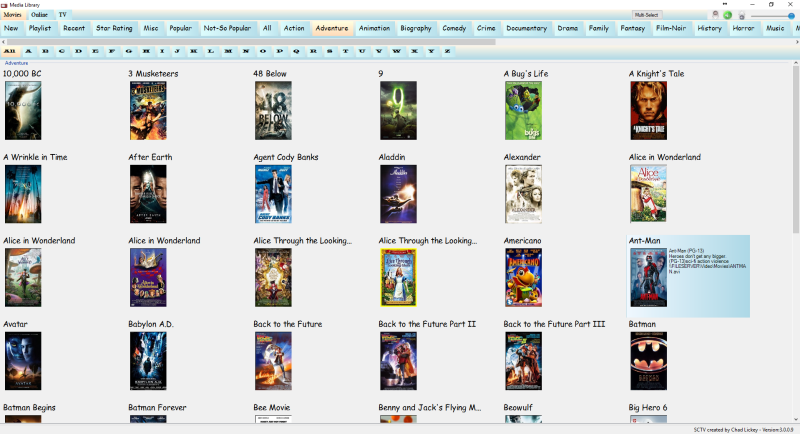 Media Library
Movies Online TV
Multi-Select
New Playlist Recent Star Rating Misc Popular Not-So Popular All Action Adventure Animation Biography Comedy Crime Documentary Drama Family Fantasy Film-Noir History Horror Music
All A B C D E F G H I J K L M N O P Q R S T U V W X Y Z
Adventure
10,000 BC 3 Musketeers 48 Below 9 A Bug's Life A Knight's Tale
A Wrinkle in Time After Earth Agent Cody Banks Aladdin Alexander Alice in Wonderland
Alice in Wonderland Alice in Wonderland Alice Through the Looking... Alice Through the Looking... Americano Ant-Man
Ant-Man (PG-13)
Heroes don't get any bigger.
(PG-13)sci-fi action violence
\\FILESERVER\Video\Movies\ANTMAN.avi
Avatar Babylon A.D. Back to the Future Back to the Future Part II Back to the Future Part III Batman
Batman Begins Batman Forever Bee Movie Benny and Jack's Flying M... Beowulf Big Hero 6
SCTV created by Chad Lickey - Version:3.0.0.9